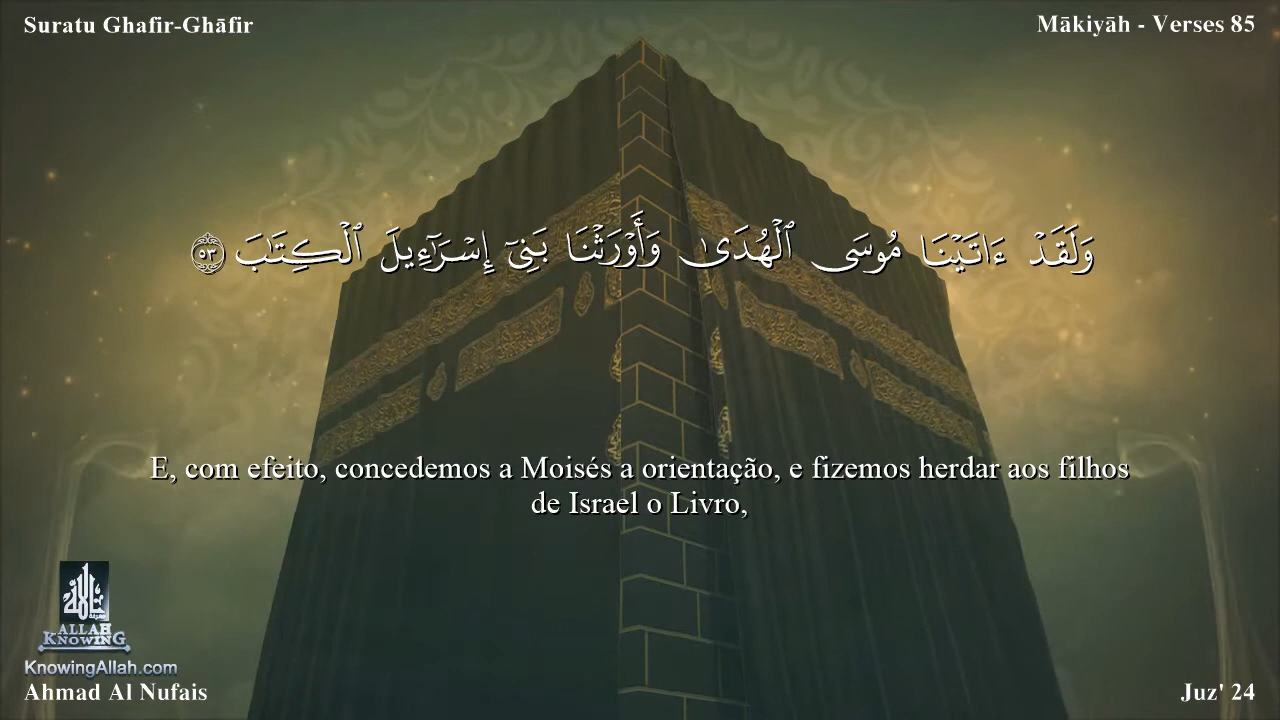 Suratu Ghafir-Ghāfir
Mākiyāh - Verses 85
وَلَقَدْ ءَاتَيْنَا مُوسَى ٱلْهُدَىٰ وَأَوْرَثْنَا بَنِىٓ إِسْرَٰٓءِيلَ ٱلْكِتَٰبَ ٥٣
E, com efeito, concedemos a Moisés a orientação, e fizemos herdar aos filhos
de Israel o Livro,
ALLAH
KNOWING
KnowingAllah.com
Ahmad Al Nufais
Juz' 24